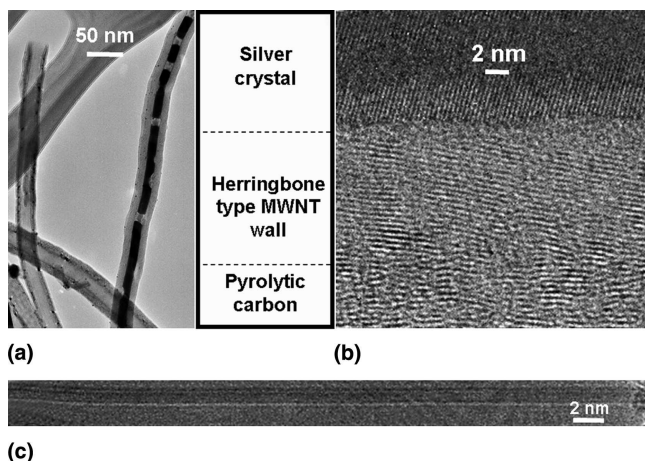 50 nm
Silver
crystal
Herringbone
type MWNT
wall
Pyrolytic
carbon
2 nm
(a)
(b)
2 nm
(c)